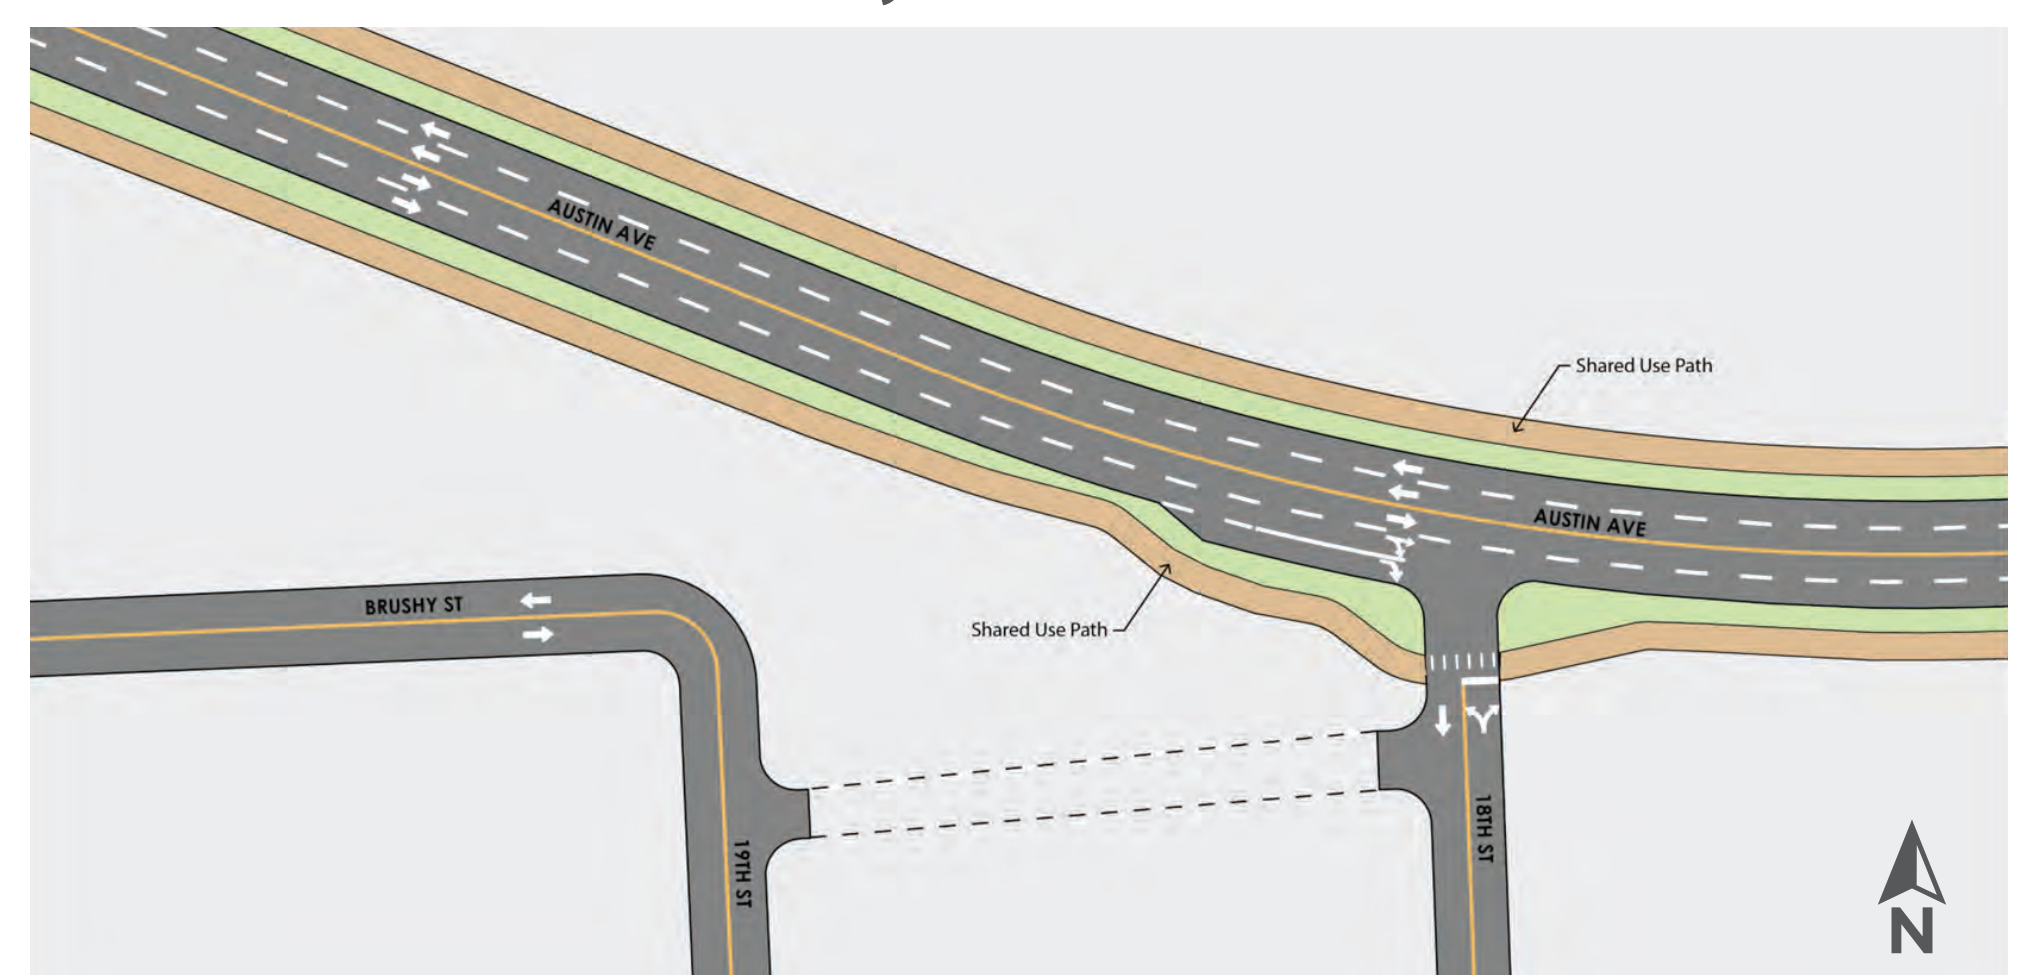 AUSTIN AVE
Shared Use Path
AUSTIN AVE
BRUSHY ST
Shared Use Path
18TH ST
19TH ST
N